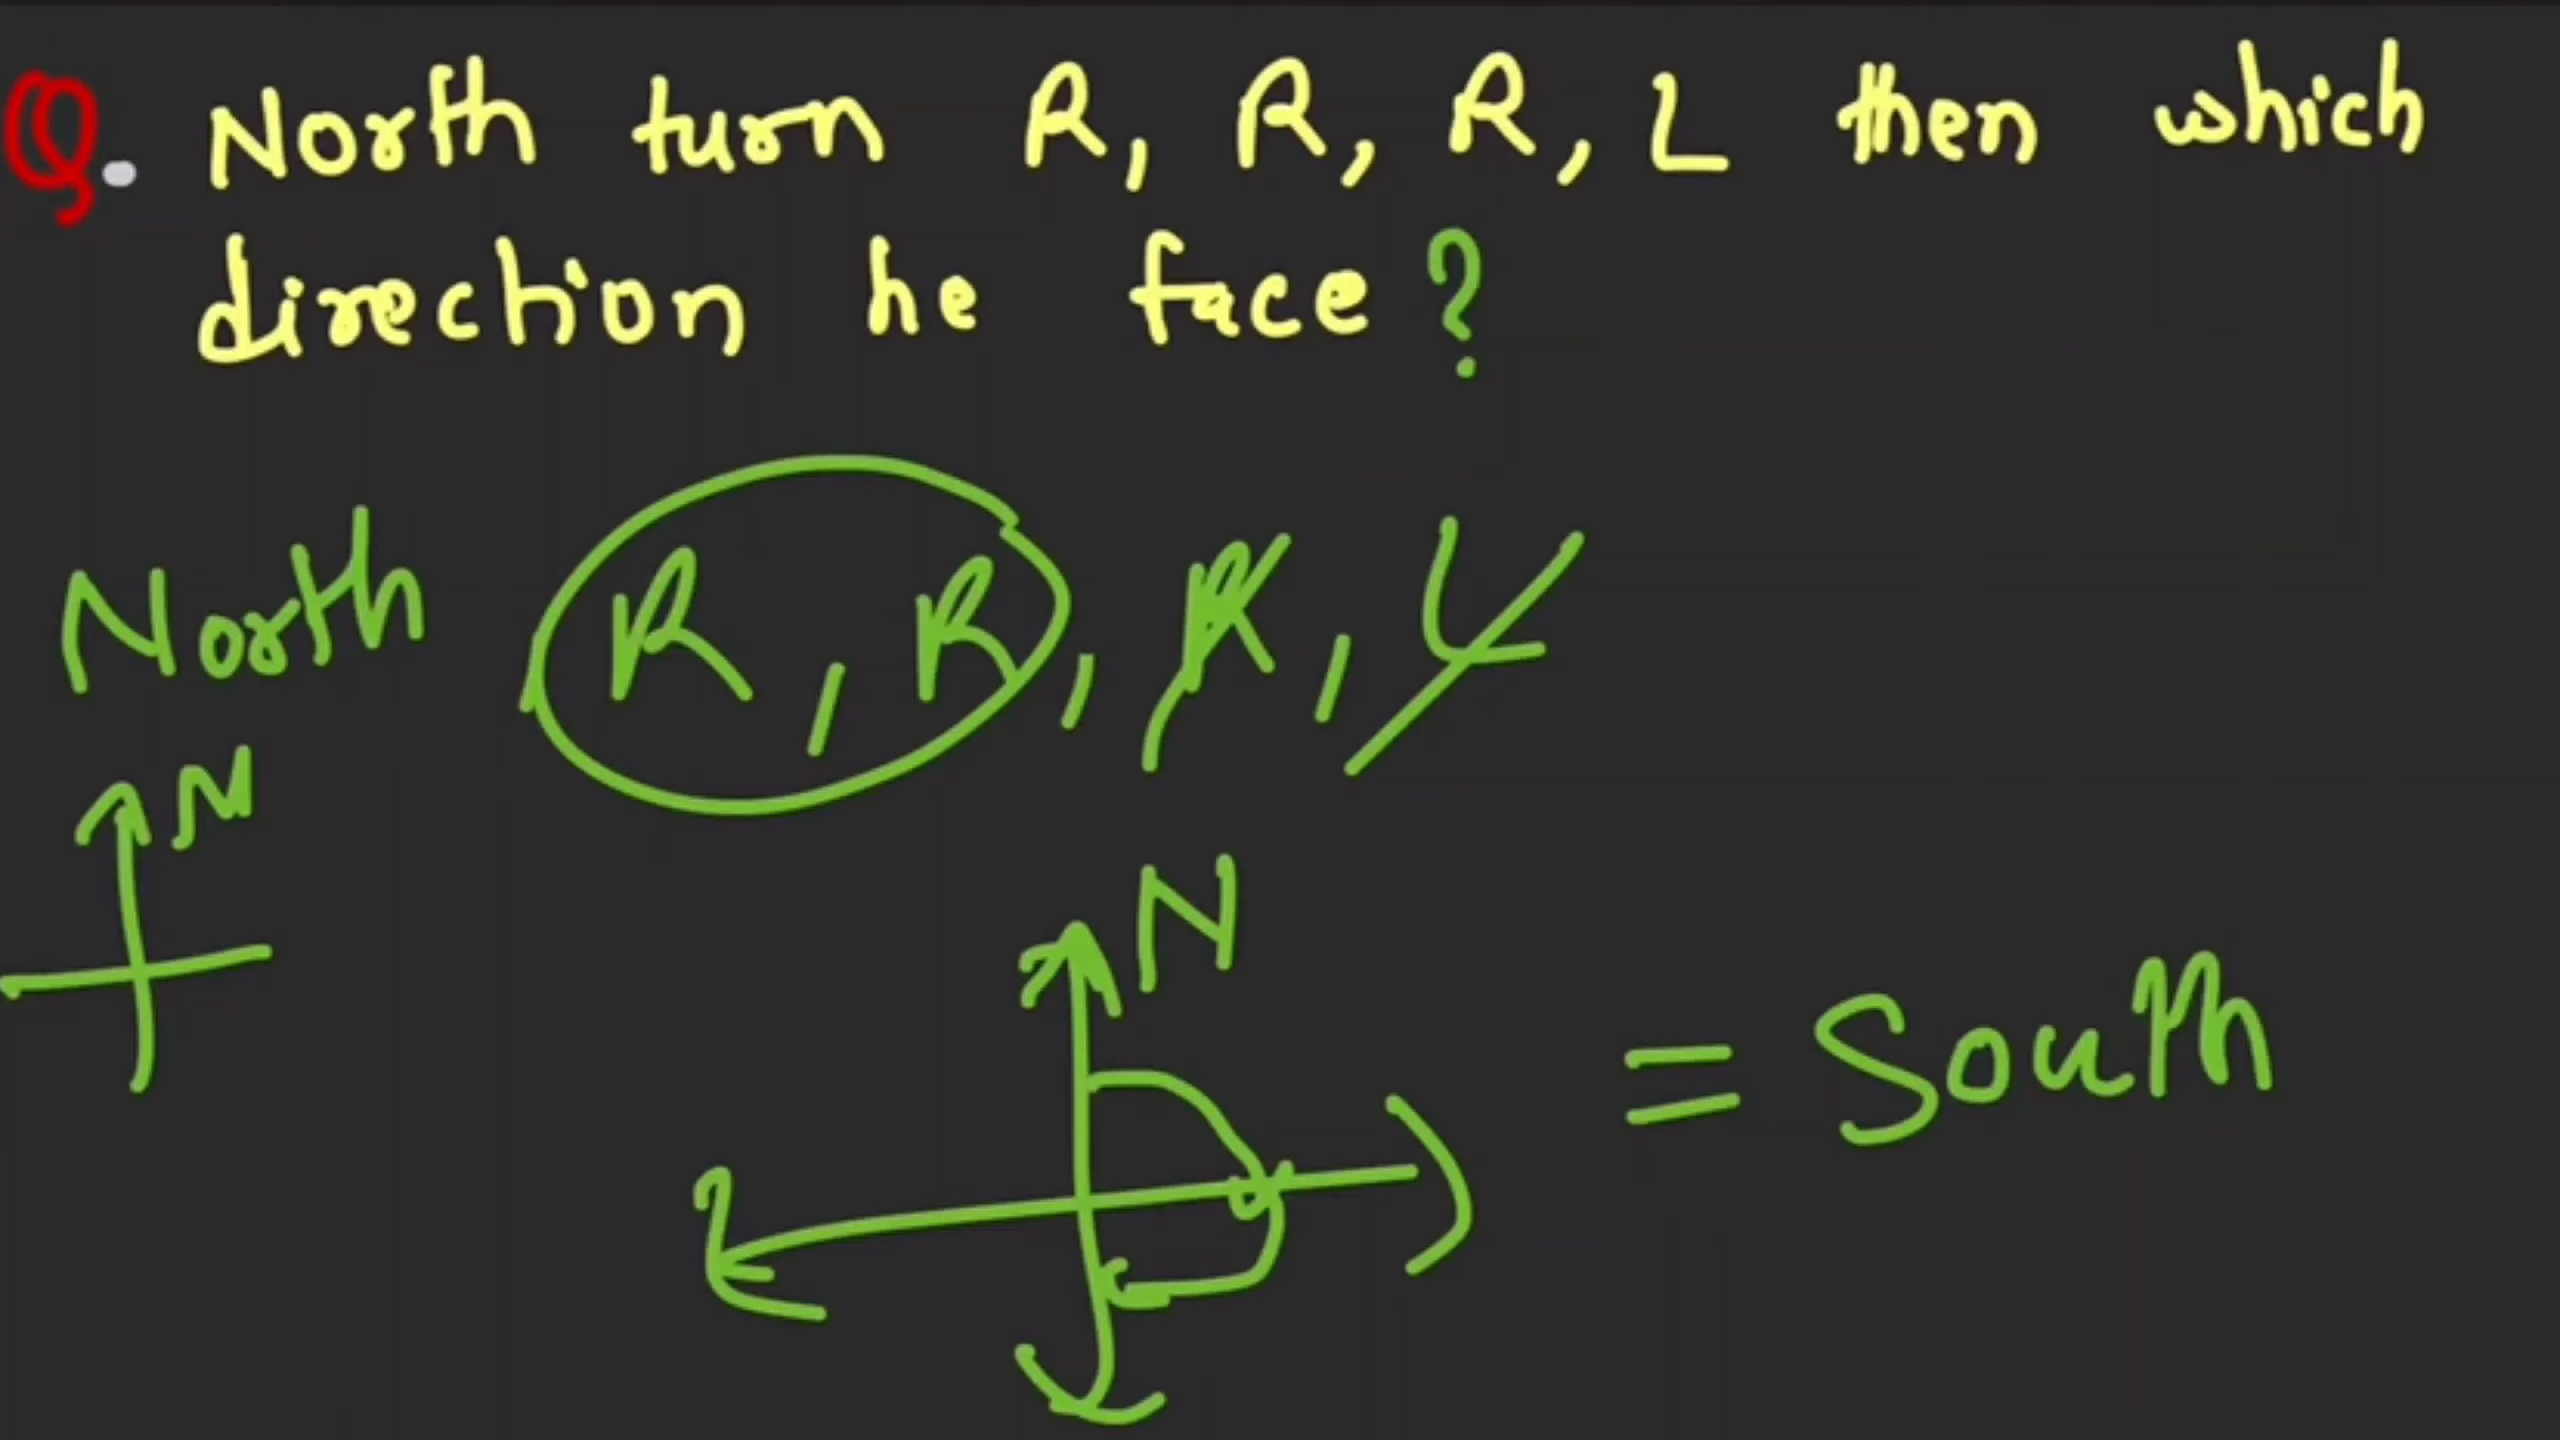 Q. North turn R, R, R, L then which
direction he face?
North R, R, R, L
N
N
= South